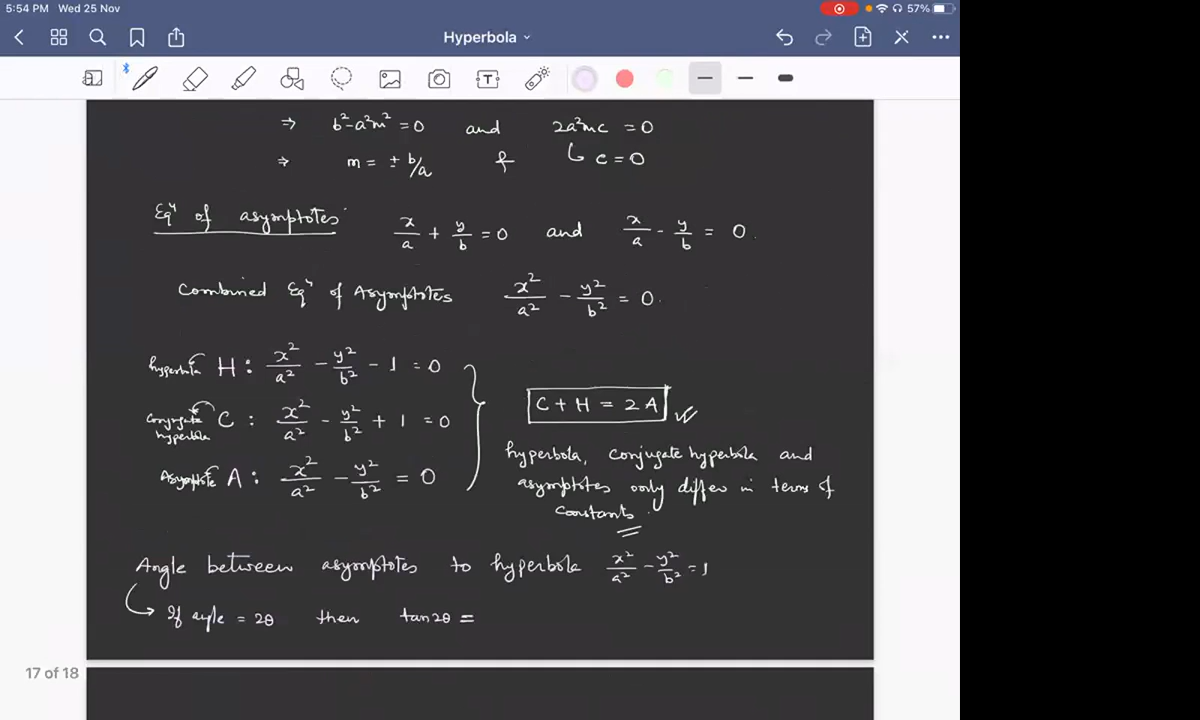 5:54 PM Wed 25 Nov 57%
Hyperbola
⇒ b²-a²m² = 0 and 2a²mc = 0
⇒ m = ± b/a & ↳ c = 0
Eqⁿ of asymptotes x/a + y/b = 0 and x/a - y/b = 0.
Combined Eqⁿ of Asymptotes x²/a² - y²/b² = 0.
hyperbola H : x²/a² - y²/b² - 1 = 0
Conjugate hyperbola C : x²/a² - y²/b² + 1 = 0
Asymptote A : x²/a² - y²/b² = 0
C + H = 2A
hyperbola, Conjugate hyperbola and
asymptotes only differ in terms of
Constants.
Angle between asymptotes to hyperbola x²/a² - y²/b² = 1
If angle = 2θ then tan2θ =
17 of 18